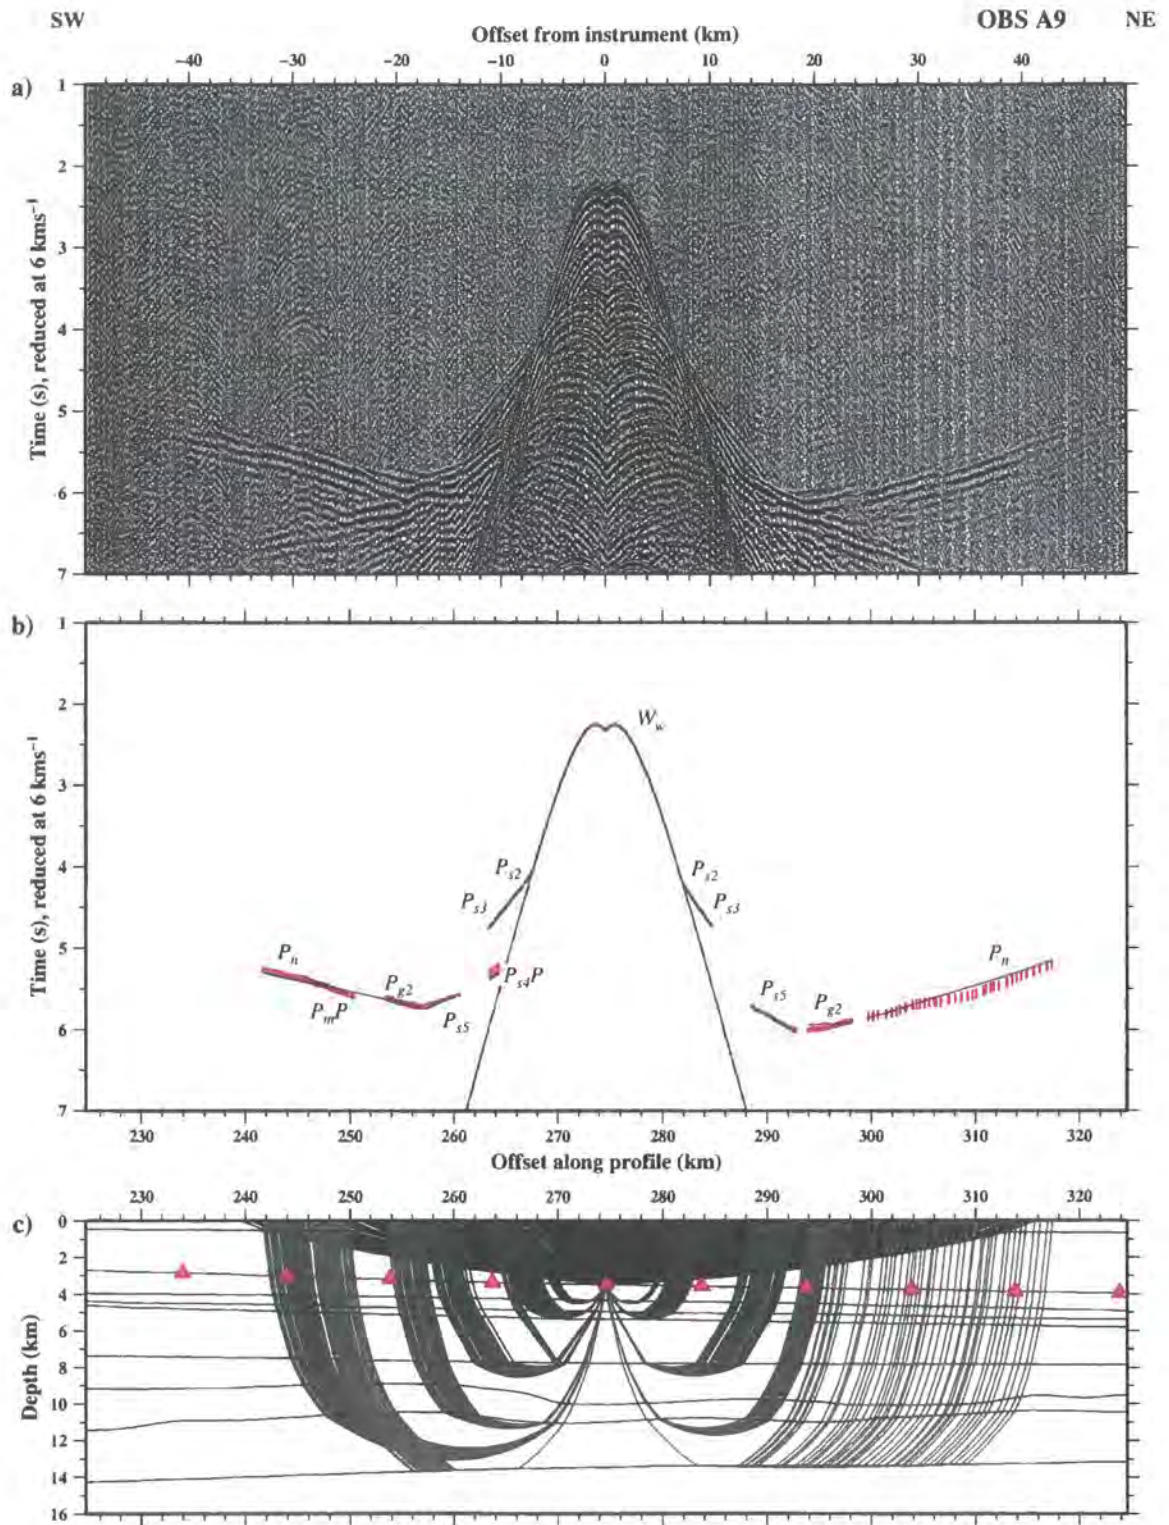 SW OBS A9 NE
Offset from instrument (km)
−40 −30 −20 −10 0 10 20 30 40
a)
Time (s), reduced at 6 kms⁻¹
1
2
3
4
5
6
7
b)
Time (s), reduced at 6 kms⁻¹
1
2
3
4
5
6
7
W_w
P_s2 P_s2
P_s3 P_s3
P_n P_s4P P_n
P_g2 P_s5
P_mP P_s5 P_g2
230 240 250 260 270 280 290 300 310 320
Offset along profile (km)
230 240 250 260 270 280 290 300 310 320
c)
Depth (km)
0
2
4
6
8
10
12
14
16